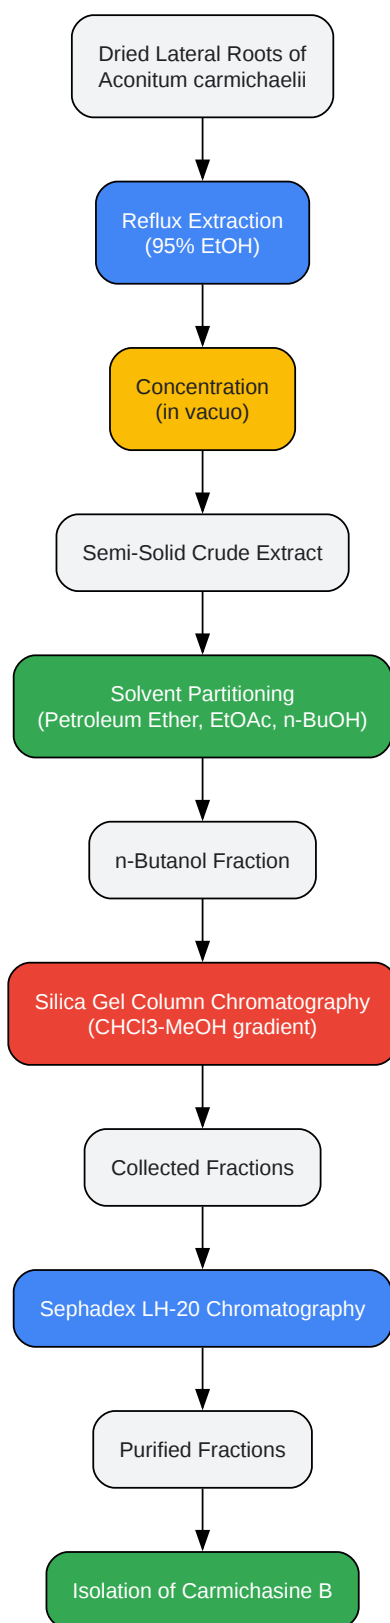 Dried Lateral Roots of
Aconitum carmichaelii
Reflux Extraction
(95% EtOH)
Concentration
(in vacuo)
Semi-Solid Crude Extract
Solvent Partitioning
(Petroleum Ether, EtOAc, n-BuOH)
n-Butanol Fraction
Silica Gel Column Chromatography
(CHCl3-MeOH gradient)
Collected Fractions
Sephadex LH-20 Chromatography
Purified Fractions
Isolation of Carmichasine B